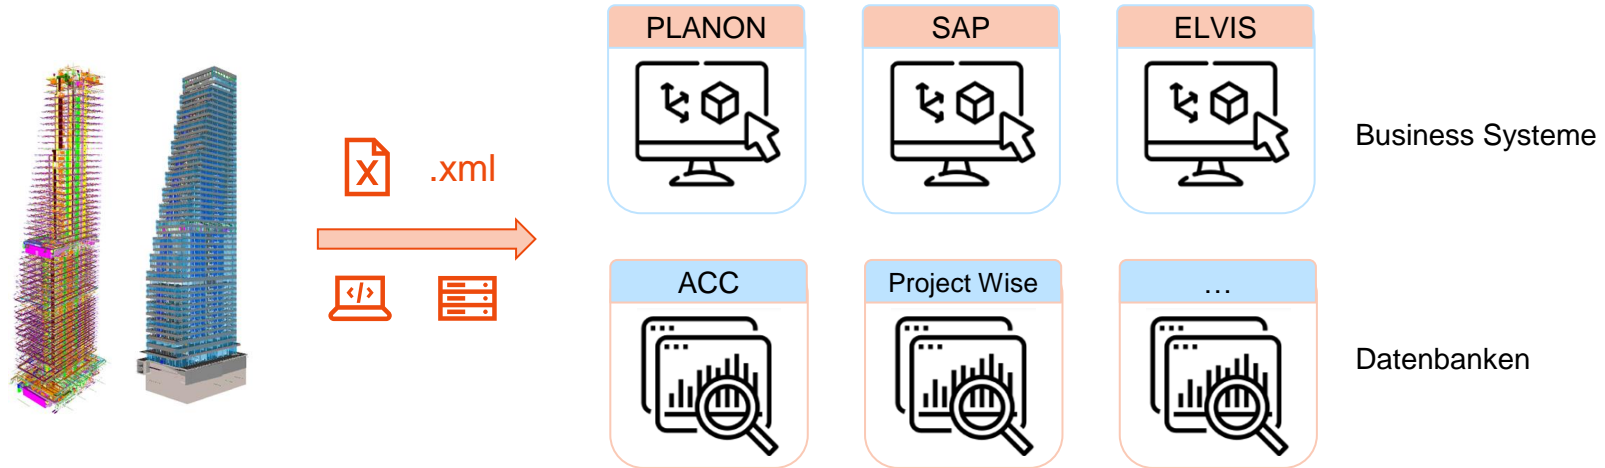 PLANON
SAP
ELVIS
Business Systeme
X
.xml
</>
ACC
Project Wise
...
Datenbanken